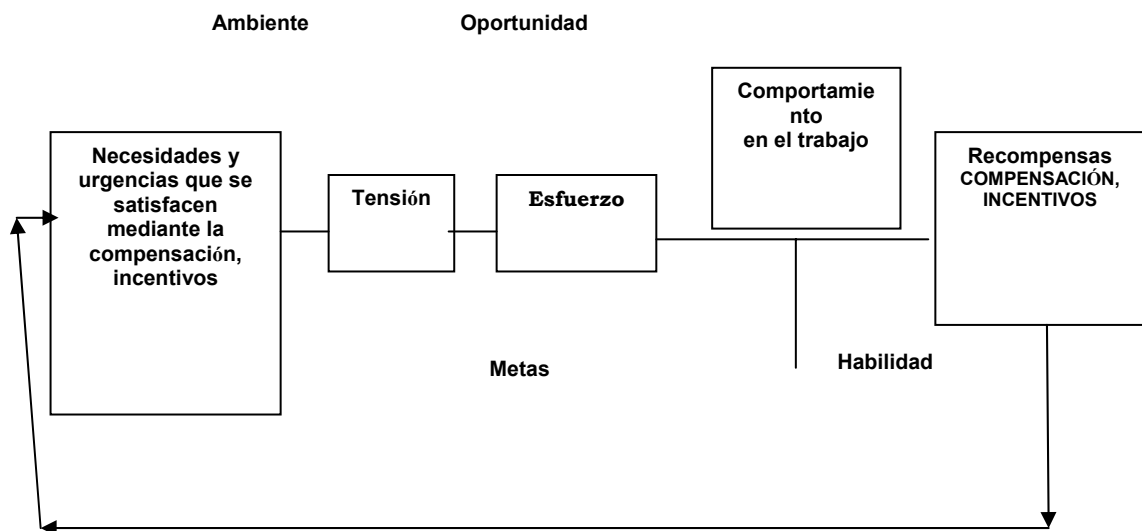 Ambiente
Oportunidad
Necesidades y
urgencias que se
satisfacen
mediante la
compensación,
incentivos
Tensión
Esfuerzo
Comportamie
nto
en el trabajo
Recompensas
COMPENSACIÓN,
INCENTIVOS
Metas
Habilidad